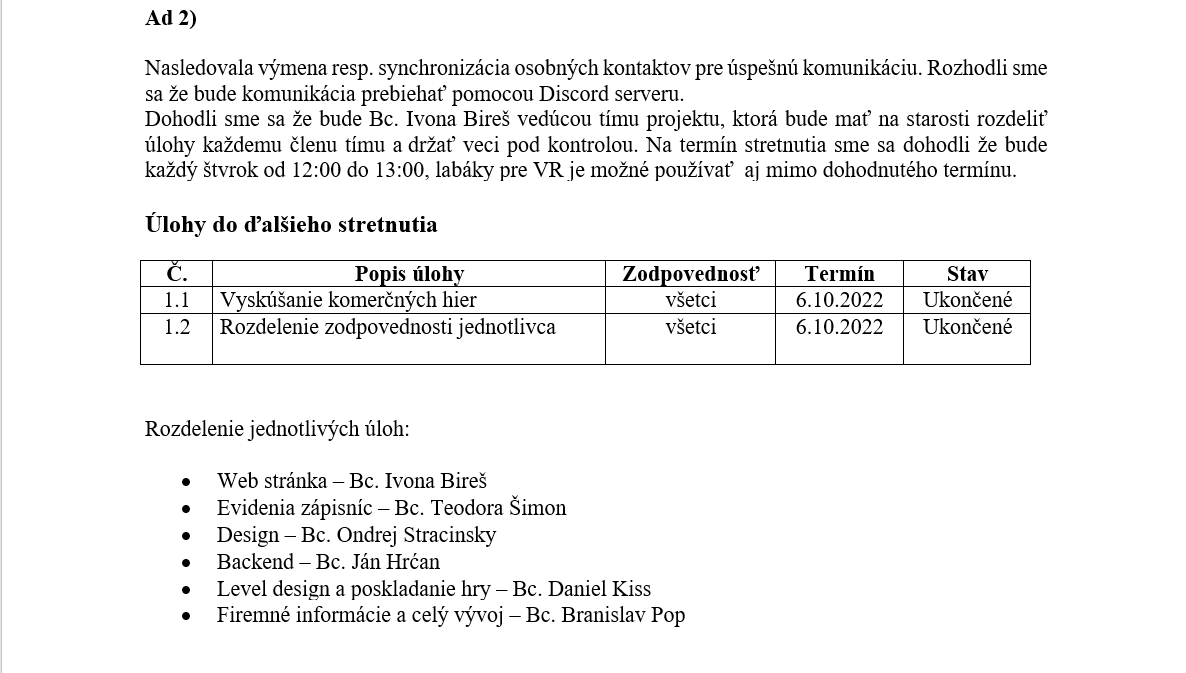 Ad 2)
Nasledovala výmena resp. synchronizácia osobných kontaktov pre úspešnú komunikáciu. Rozhodli sme
sa že bude komunikácia prebiehať pomocou Discord serveru.
Dohodli sme sa že bude Bc. Ivona Bireš vedúcou tímu projektu, ktorá bude mať na starosti rozdeliť
úlohy každemu členu tímu a držať veci pod kontrolou. Na termín stretnutia sme sa dohodli že bude
každý štvrok od 12:00 do 13:00, labáky pre VR je možné používať aj mimo dohodnutého termínu.
Úlohy do ďalšieho stretnutia
Č. Popis úlohy Zodpovednosť Termín Stav
1.1 Vyskúšanie komerčných hier všetci 6.10.2022 Ukončené
1.2 Rozdelenie zodpovednosti jednotlivca všetci 6.10.2022 Ukončené
Rozdelenie jednotlivých úloh:
• Web stránka – Bc. Ivona Bireš
• Evidenia zápisníc – Bc. Teodora Šimon
• Design – Bc. Ondrej Stracinsky
• Backend – Bc. Ján Hrćan
• Level design a poskladanie hry – Bc. Daniel Kiss
• Firemné informácie a celý vývoj – Bc. Branislav Pop